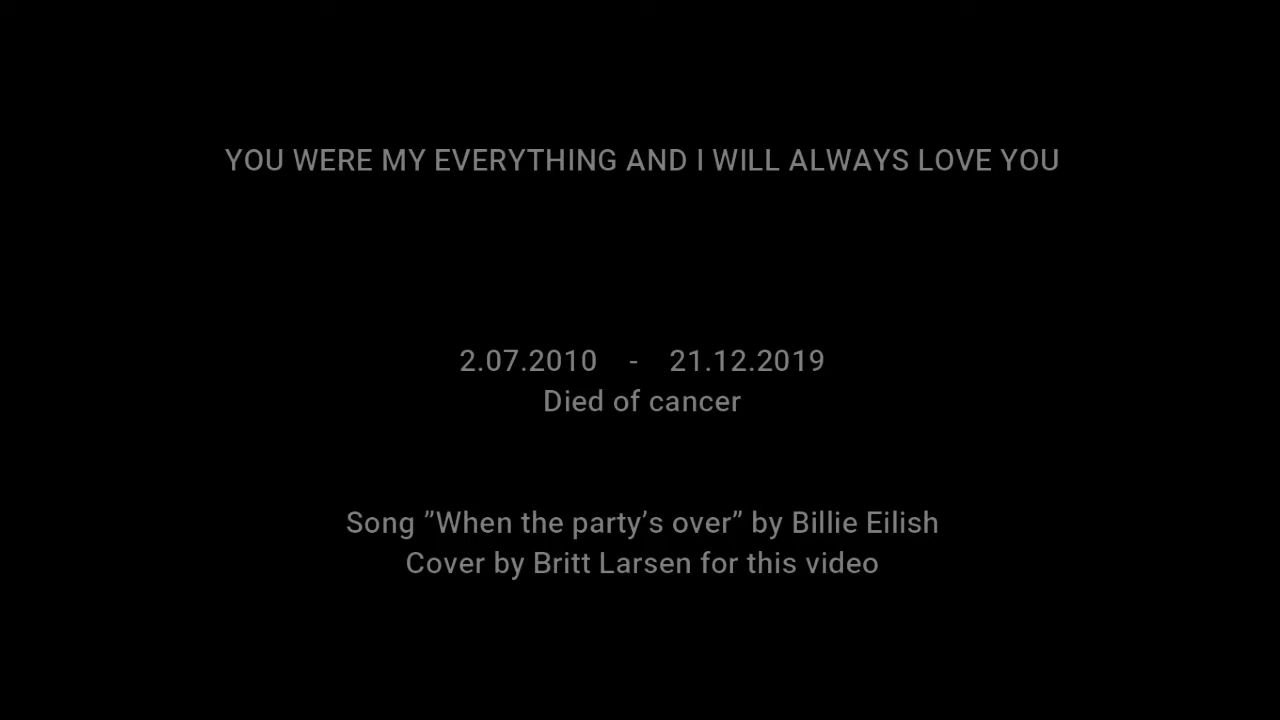 YOU WERE MY EVERYTHING AND I WILL ALWAYS LOVE YOU
2.07.2010 - 21.12.2019
Died of cancer
Song ”When the party’s over” by Billie Eilish
Cover by Britt Larsen for this video